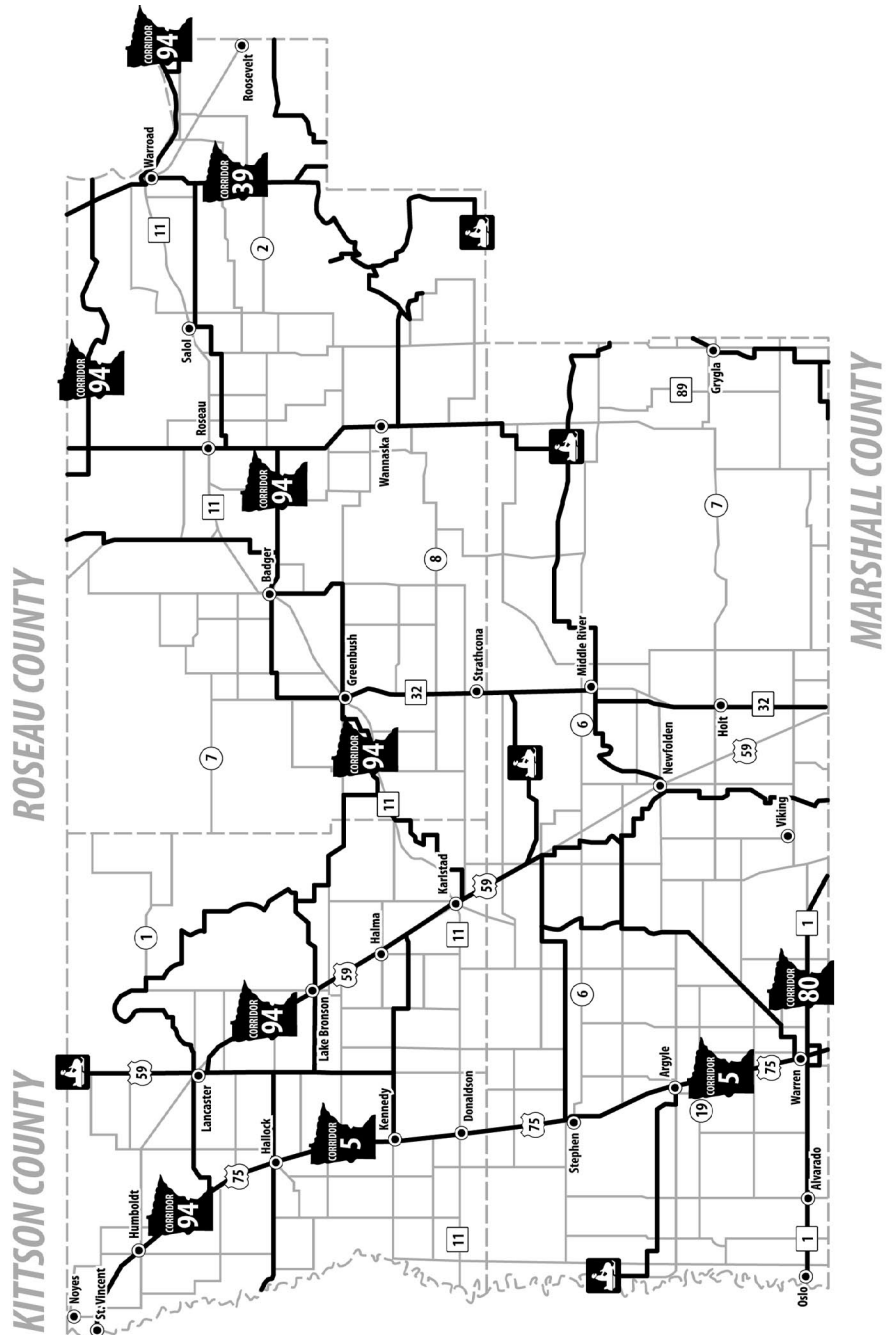 KITTSON COUNTY
ROSEAU COUNTY
Noyes
St. Vincent
Humboldt
CORRIDOR
94
59
1
Lancaster
75
Hallock
CORRIDOR
94
Lake Bronson
59
CORRIDOR
5
Kennedy
Halma
Donaldson
Karlstad
11
11
59
11
7
Greenbush
CORRIDOR
94
Badger
CORRIDOR
94
11
Roseau
CORRIDOR
94
Salol
11
Warroad
CORRIDOR
94
Roosevelt
CORRIDOR
39
2
Wannaska
8
32
Strathcona
75
Stephen
6
6
Middle River
Newfolden
Argyle
19
CORRIDOR
5
75
Warren
Viking
59
Holt
32
7
89
Grygla
Oslo
1
Alvarado
CORRIDOR
80
1
MARSHALL COUNTY